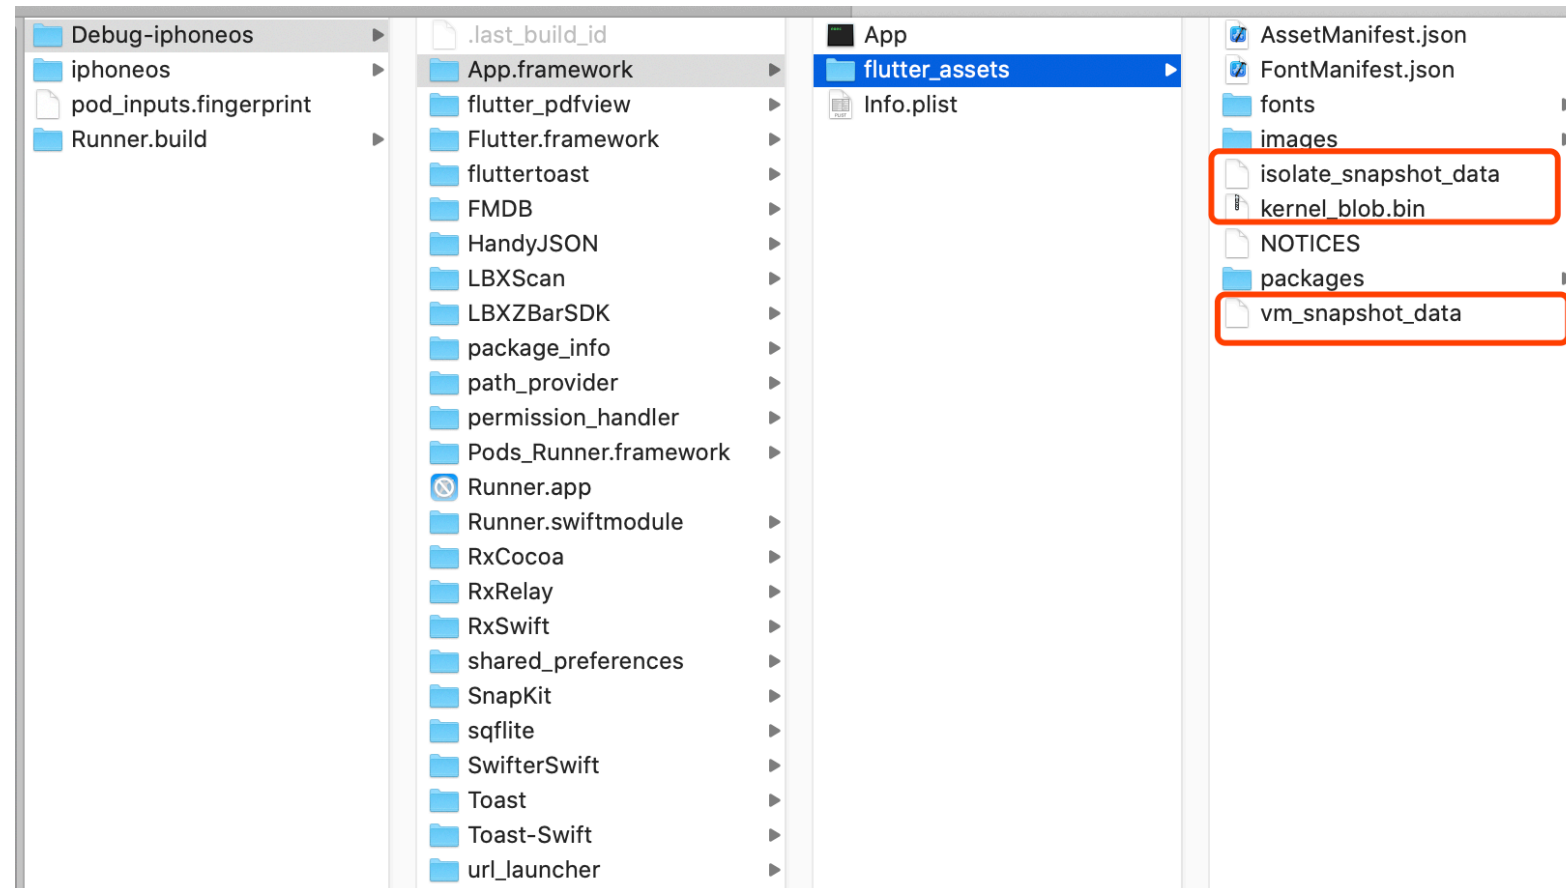 Debug-iphoneos
iphoneos
pod_inputs.fingerprint
Runner.build
.last_build_id
App.framework
flutter_pdfview
Flutter.framework
fluttertoast
FMDB
HandyJSON
LBXScan
LBXZBarSDK
package_info
path_provider
permission_handler
Pods_Runner.framework
Runner.app
Runner.swiftmodule
RxCocoa
RxRelay
RxSwift
shared_preferences
SnapKit
sqflite
SwifterSwift
Toast
Toast-Swift
url_launcher
App
flutter_assets
Info.plist
AssetManifest.json
FontManifest.json
fonts
images
isolate_snapshot_data
kernel_blob.bin
NOTICES
packages
vm_snapshot_data